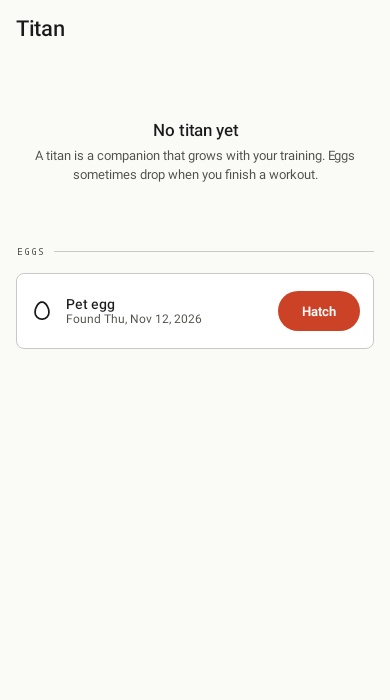 Titan
No titan yet
A titan is a companion that grows with your training. Eggs
sometimes drop when you finish a workout.
EGGS
Pet egg
Found Thu, Nov 12, 2026
Hatch